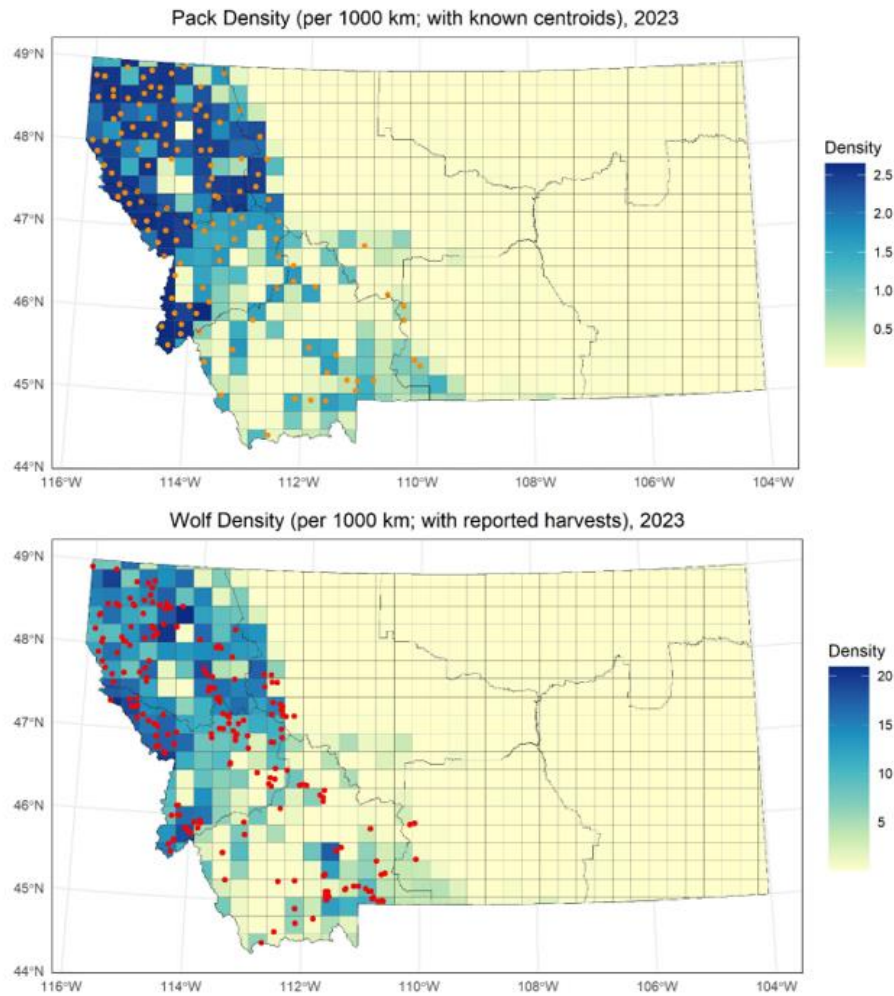 Pack Density (per 1000 km; with known centroids), 2023
49°N
48°N
47°N
46°N
45°N
44°N
116°W
114°W
112°W
110°W
108°W
106°W
104°W
Density
2.5
2.0
1.5
1.0
0.5
Wolf Density (per 1000 km; with reported harvests), 2023
49°N
48°N
47°N
46°N
45°N
44°N
116°W
114°W
112°W
110°W
108°W
106°W
104°W
Density
20
15
10
5